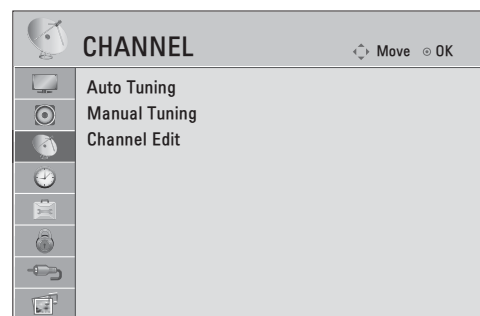 CHANNEL
Move OK
Auto Tuning
Manual Tuning
Channel Edit